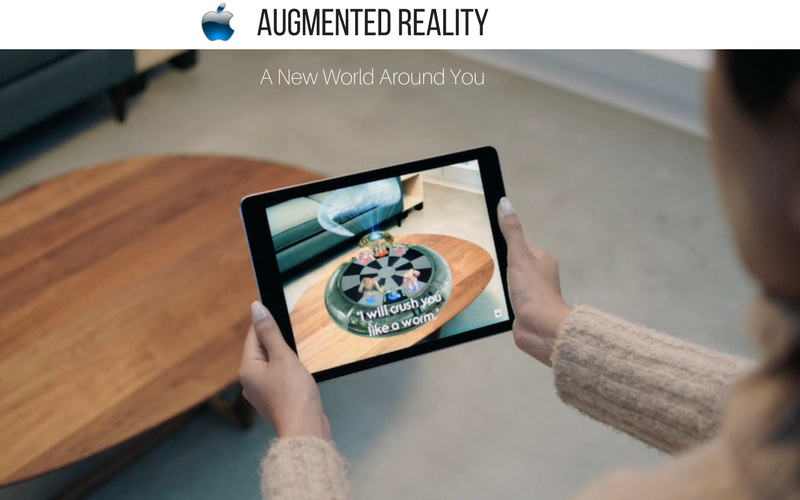 AUGMENTED REALITY
A New World Around You
"I will crush you
like a worm."